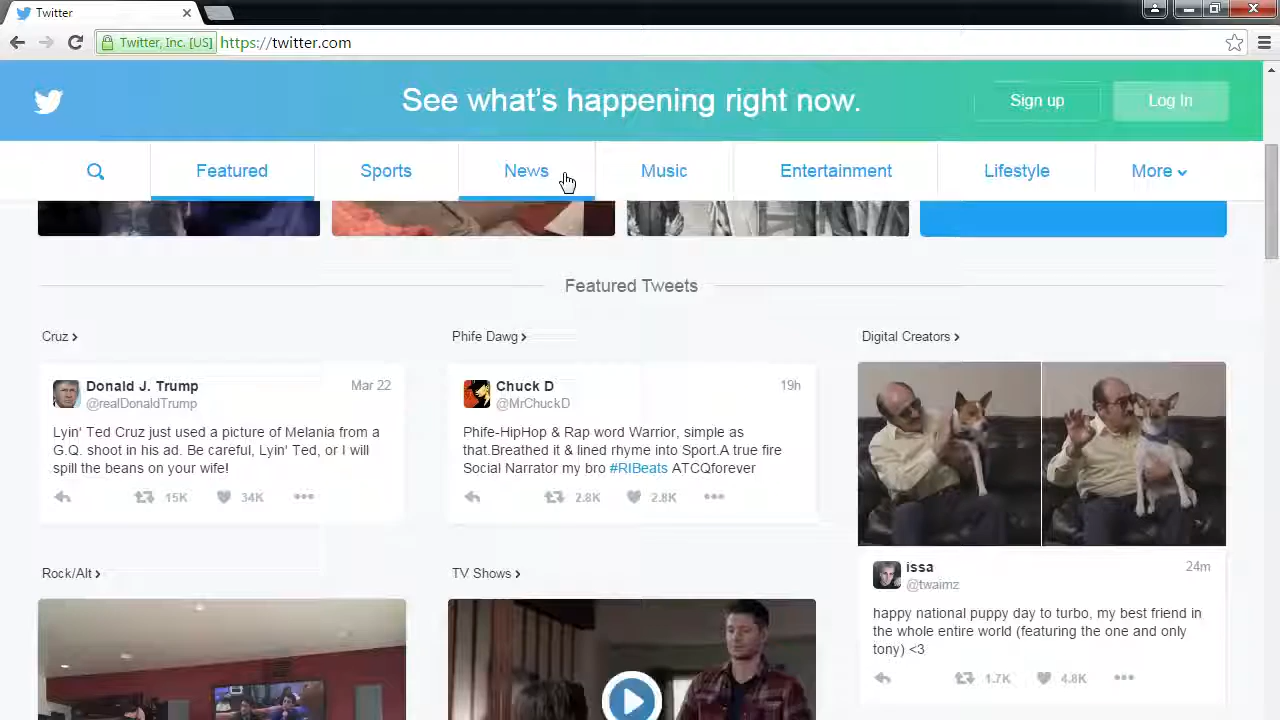 Twitter
Twitter, Inc. [US] https://twitter.com
See what's happening right now.
Sign up
Log In
Featured
Sports
News
Music
Entertainment
Lifestyle
More
Featured Tweets
Cruz
Donald J. Trump
Mar 22
@realDonaldTrump
Lyin' Ted Cruz just used a picture of Melania from a
G.Q. shoot in his ad. Be careful, Lyin' Ted, or I will
spill the beans on your wife!
15K
34K
Phife Dawg
Chuck D
19h
@MrChuckD
Phife-HipHop & Rap word Warrior, simple as
that.Breathed it & lined rhyme into Sport.A true fire
Social Narrator my bro #RIBeats ATCQforever
2.8K
2.8K
Digital Creators
issa
24m
@twaimz
happy national puppy day to turbo, my best friend in
the whole entire world (featuring the one and only
tony) <3
1.7K
4.8K
Rock/Alt
TV Shows